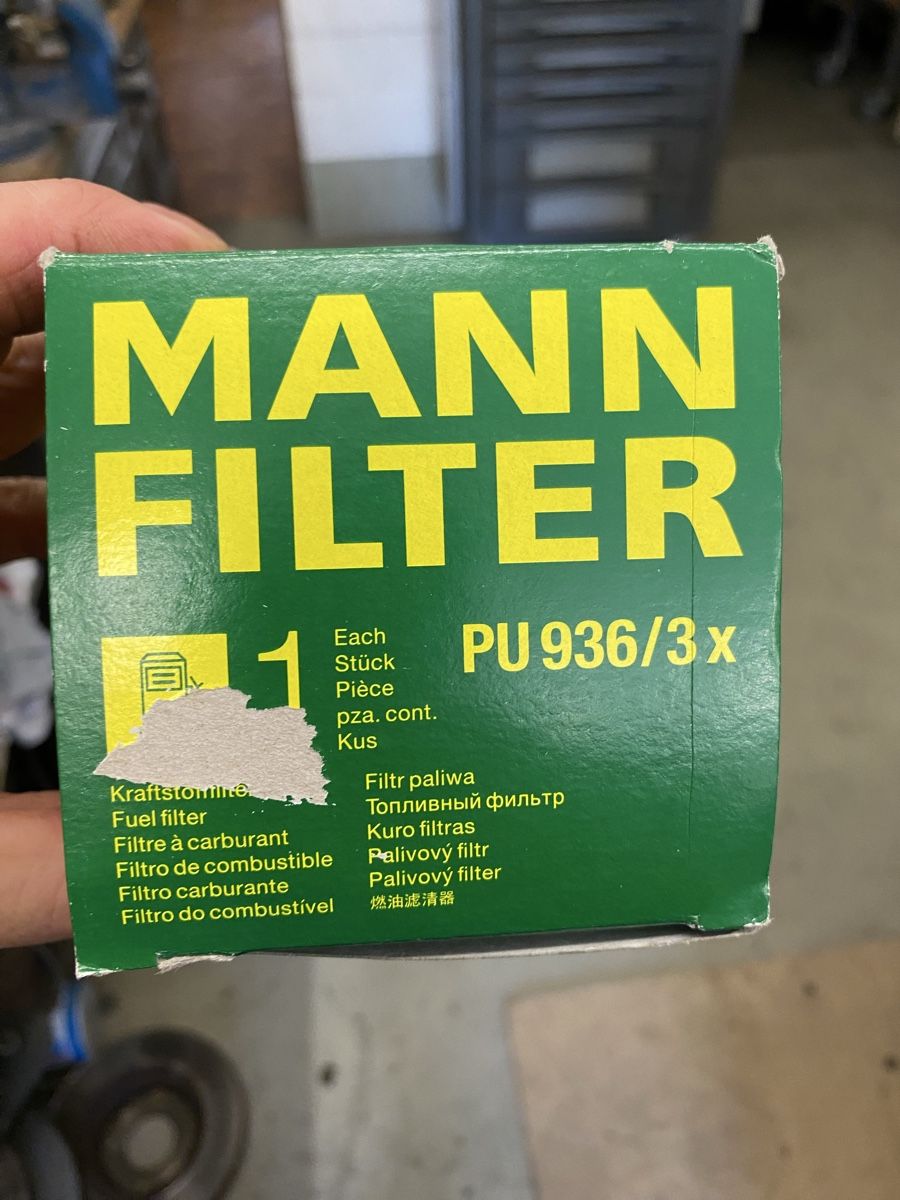 MANN
FILTER
1
Each
Stück
Pièce
pza. cont.
Kus
PU 936/3 x
Fuel filter
Filtre à carburant
Filtro de combustible
Filtro carburante
Filtro do combustível
Filtr paliwa
Топливный фильтр
Kuro filtras
Palivový filtr
Palivový filter
燃油滤清器